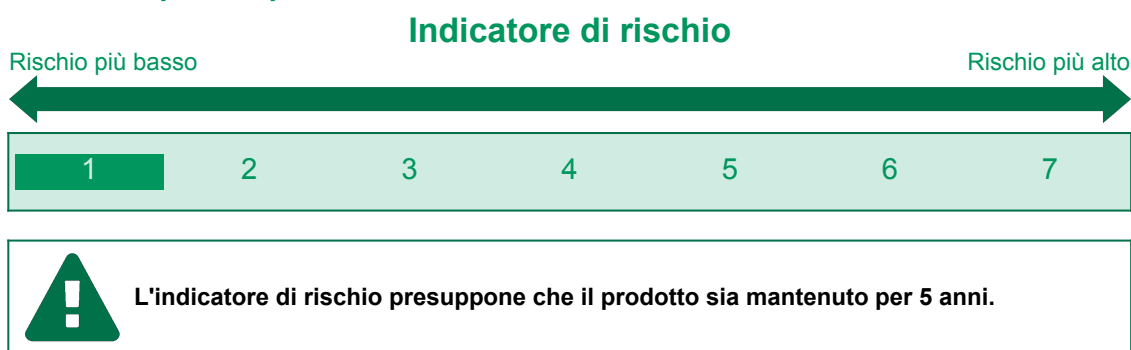 Indicatore di rischio
Rischio più basso Rischio più alto
1 2 3 4 5 6 7
L'indicatore di rischio presuppone che il prodotto sia mantenuto per 5 anni.